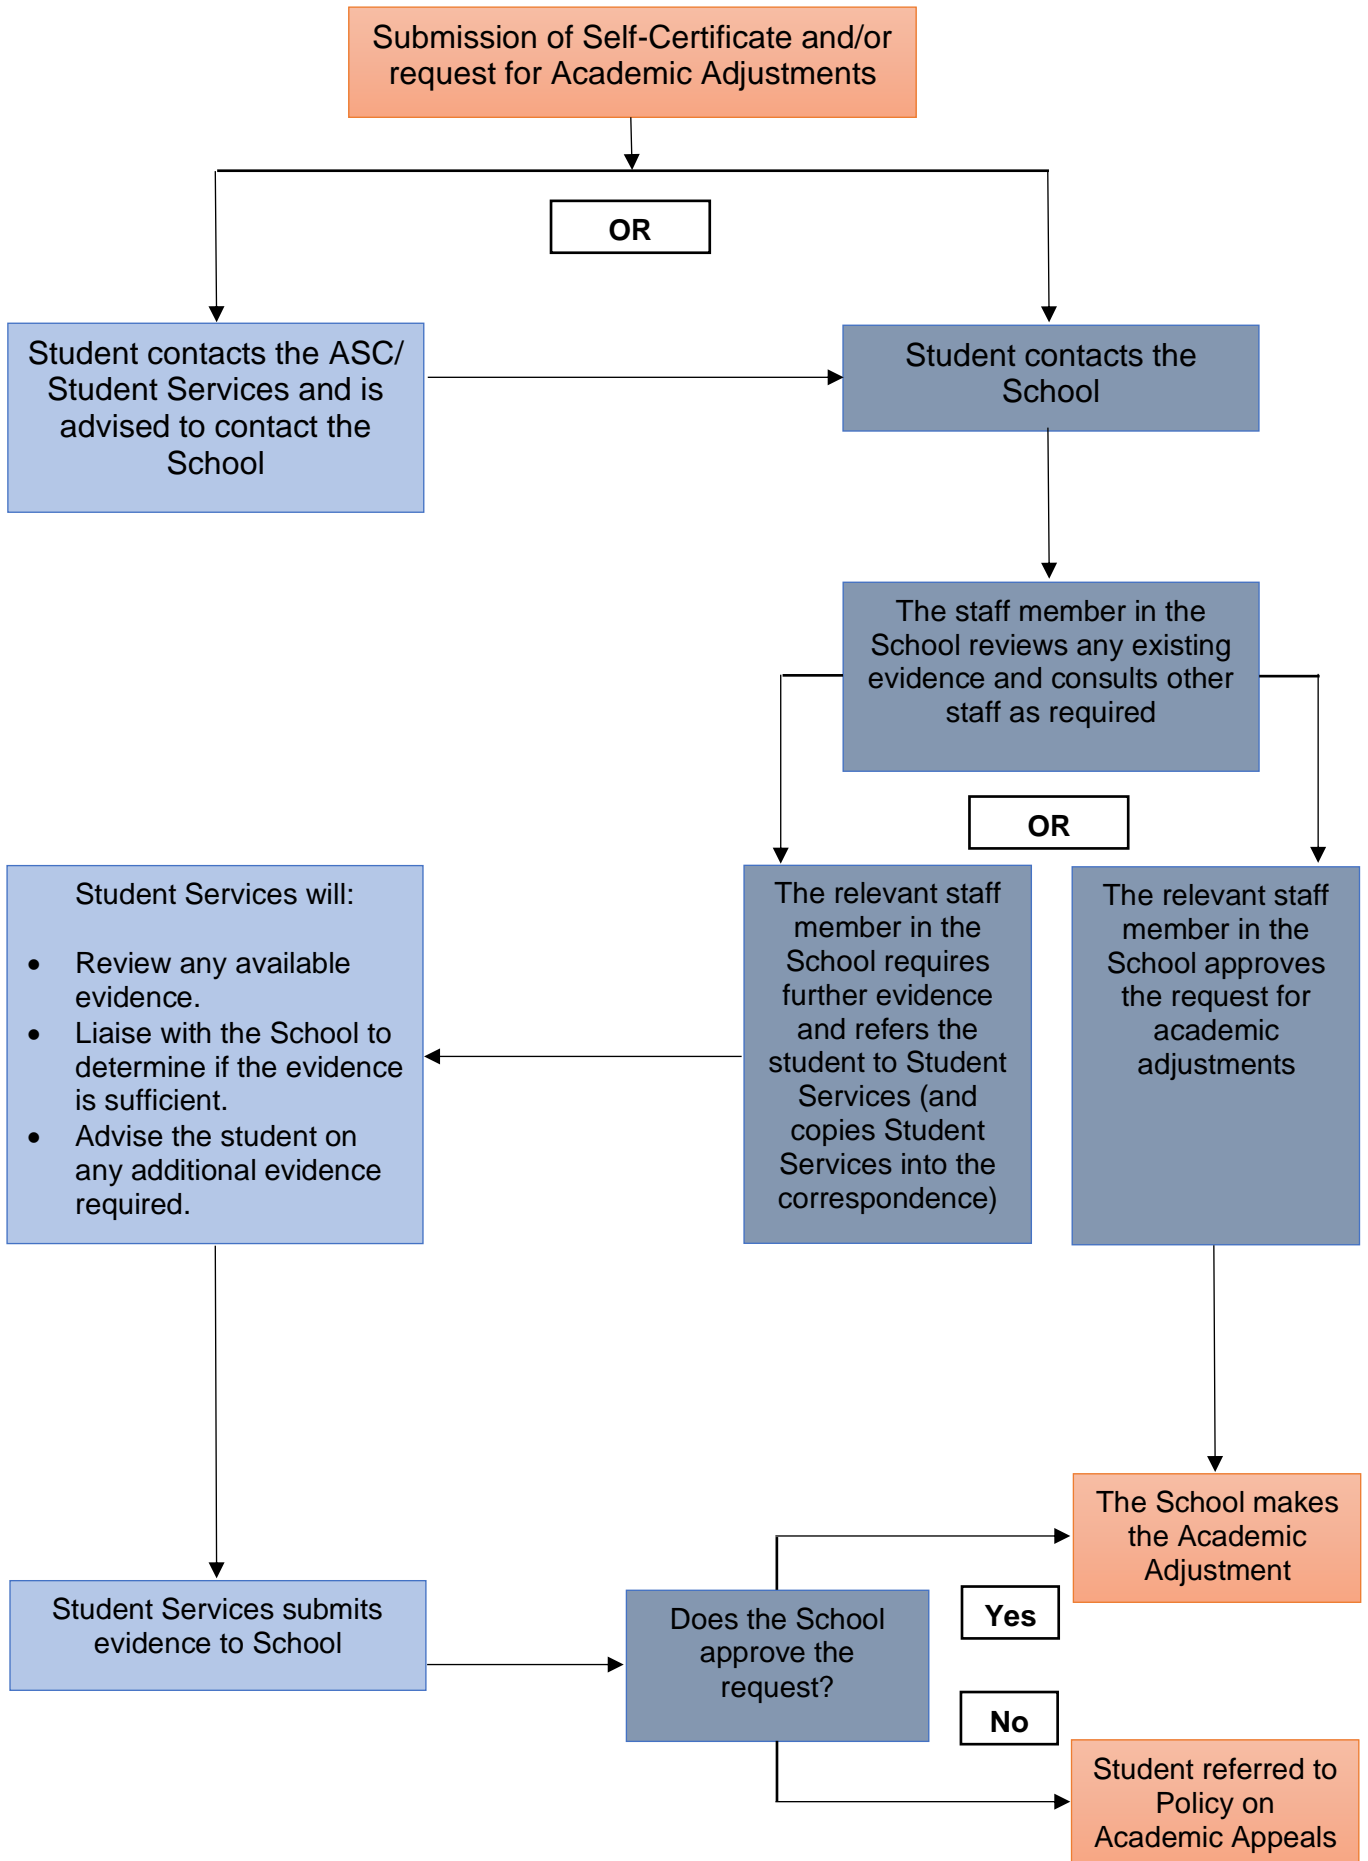 Submission of Self-Certificate and/or
request for Academic Adjustments
OR
Student contacts the ASC/
Student Services and is
advised to contact the
School
Student contacts the
School
The staff member in the
School reviews any existing
evidence and consults other
staff as required
OR
Student Services will:
• Review any available
evidence.
• Liaise with the School to
determine if the evidence
is sufficient.
• Advise the student on
any additional evidence
required.
The relevant staff
member in the
School requires
further evidence
and refers the
student to Student
Services (and
copies Student
Services into the
correspondence)
The relevant staff
member in the
School approves
the request for
academic
adjustments
Student Services submits
evidence to School
Does the School
approve the
request?
Yes
The School makes
the Academic
Adjustment
No
Student referred to
Policy on
Academic Appeals